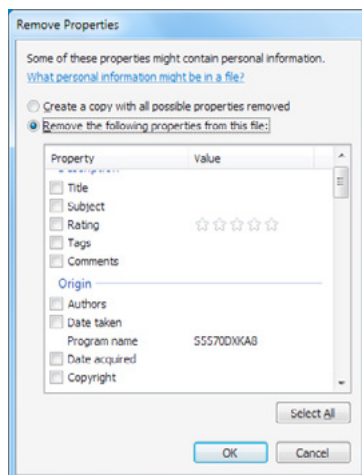 Remove Properties
Some of these properties might contain personal information.
What personal information might be in a file?
Create a copy with all possible properties removed
Remove the following properties from this file:
Property Value
Description
Title
Subject
Rating
Tags
Comments
Origin
Authors
Date taken
Program name S5570DXKA8
Date acquired
Copyright
Select All
OK Cancel